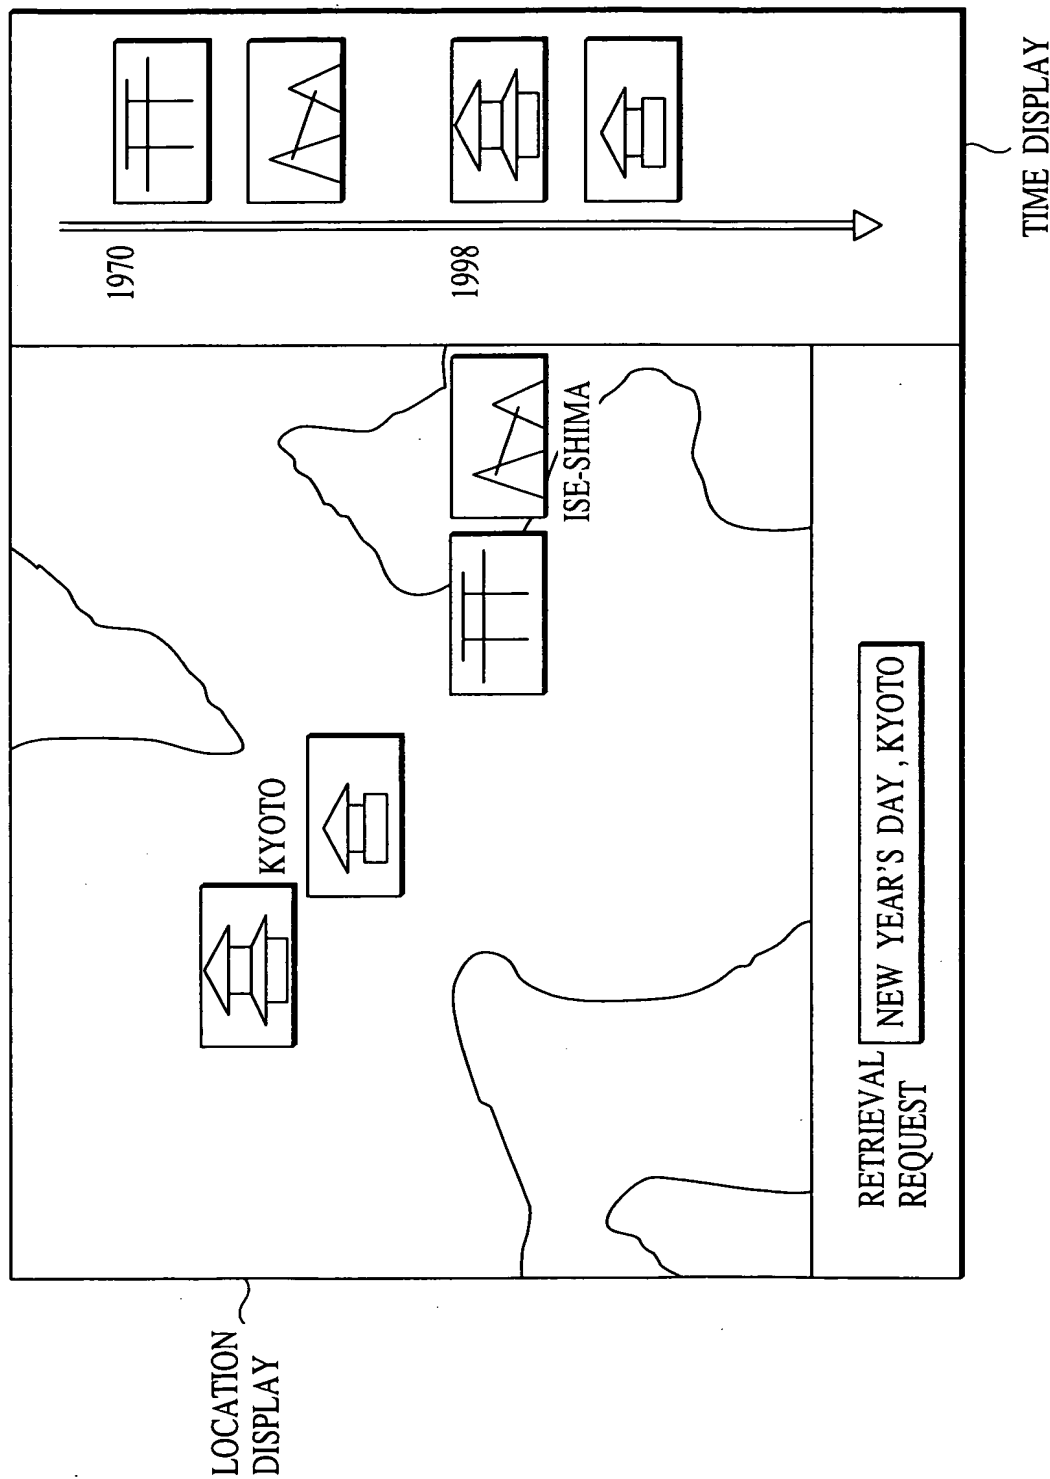 LOCATION
DISPLAY
KYOTO
ISE-SHIMA
1970
1998
TIME DISPLAY
RETRIEVAL
REQUEST
NEW YEAR'S DAY , KYOTO